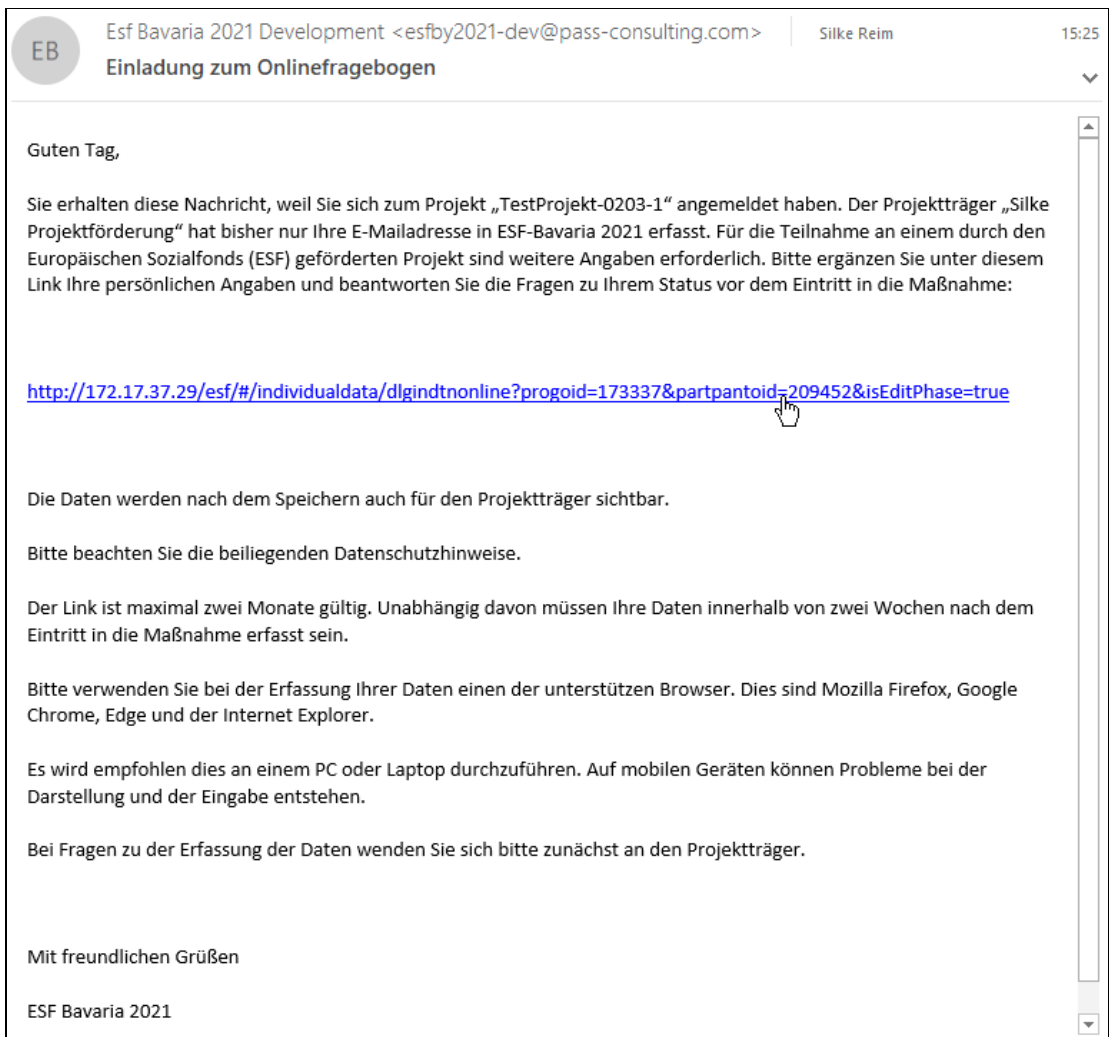 EB
Esf Bavaria 2021 Development <esfby2021-dev@pass-consulting.com>
Silke Reim
15:25
Einladung zum Onlinefragebogen
Guten Tag,
Sie erhalten diese Nachricht, weil Sie sich zum Projekt „TestProjekt-0203-1“ angemeldet haben. Der Projektträger „Silke
Projektförderung“ hat bisher nur Ihre E-Mailadresse in ESF-Bavaria 2021 erfasst. Für die Teilnahme an einem durch den
Europäischen Sozialfonds (ESF) geförderten Projekt sind weitere Angaben erforderlich. Bitte ergänzen Sie unter diesem
Link Ihre persönlichen Angaben und beantworten Sie die Fragen zu Ihrem Status vor dem Eintritt in die Maßnahme:
http://172.17.37.29/esf/#/individualdata/dlgindtnonline?progoid=173337&partpantoid=209452&isEditPhase=true
Die Daten werden nach dem Speichern auch für den Projektträger sichtbar.
Bitte beachten Sie die beiliegenden Datenschutzhinweise.
Der Link ist maximal zwei Monate gültig. Unabhängig davon müssen Ihre Daten innerhalb von zwei Wochen nach dem
Eintritt in die Maßnahme erfasst sein.
Bitte verwenden Sie bei der Erfassung Ihrer Daten einen der unterstützen Browser. Dies sind Mozilla Firefox, Google
Chrome, Edge und der Internet Explorer.
Es wird empfohlen dies an einem PC oder Laptop durchzuführen. Auf mobilen Geräten können Probleme bei der
Darstellung und der Eingabe entstehen.
Bei Fragen zu der Erfassung der Daten wenden Sie sich bitte zunächst an den Projektträger.
Mit freundlichen Grüßen
ESF Bavaria 2021